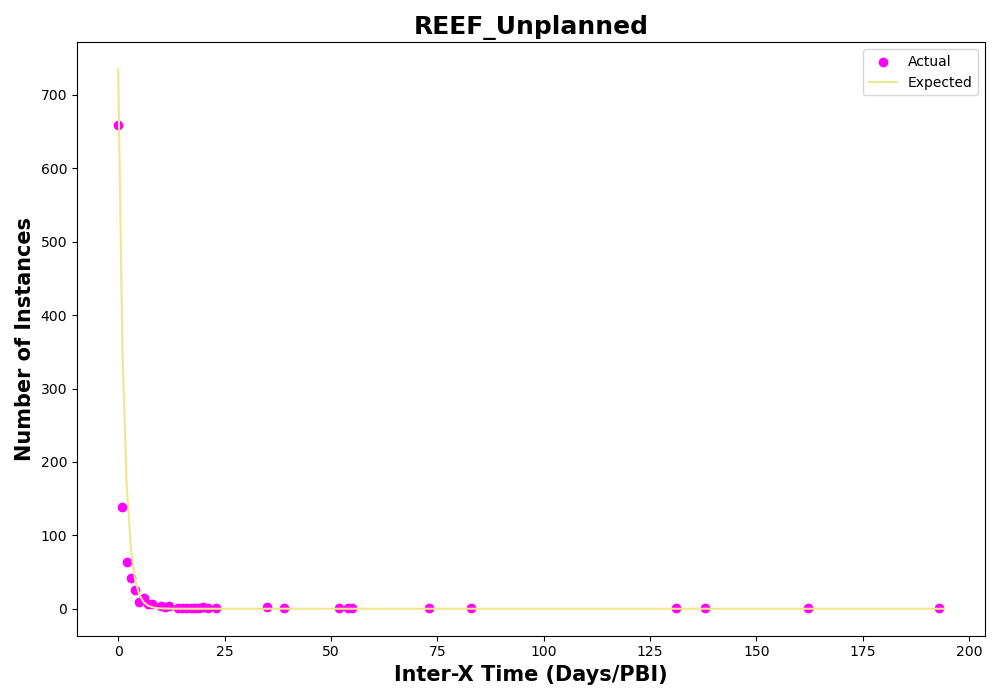 REEF_Unplanned
Actual
Expected
Number of Instances
700
600
500
400
300
200
100
0
0 25 50 75 100 125 150 175 200
Inter-X Time (Days/PBI)